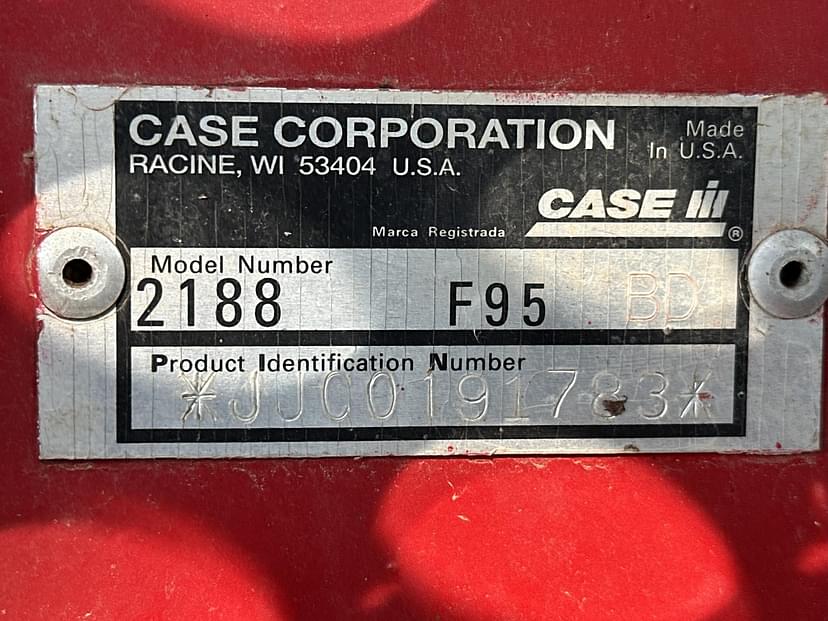 CASE CORPORATION
Made
In U.S.A.
RACINE, WI 53404 U.S.A.
CASE IH
Marca Registrada
®
Model Number
2188 F95 BD
Product Identification Number
*JJC0191783*